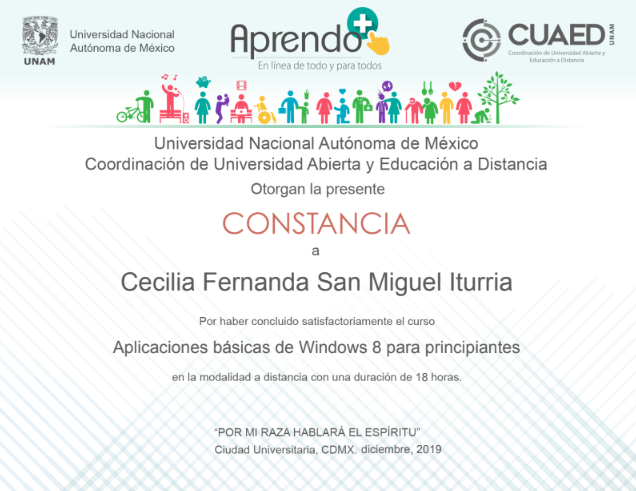 UNAM
Universidad Nacional
Autónoma de México
Aprendo+
En línea de todo y para todos
CUAED
UNAM
Coordinación de Universidad Abierta y
Educación a Distancia
Universidad Nacional Autónoma de México
Coordinación de Universidad Abierta y Educación a Distancia
Otorgan la presente
CONSTANCIA
a
Cecilia Fernanda San Miguel Iturria
Por haber concluido satisfactoriamente el curso
Aplicaciones básicas de Windows 8 para principiantes
en la modalidad a distancia con una duración de 18 horas.
“POR MI RAZA HABLARÁ EL ESPÍRITU”
Ciudad Universitaria, CDMX. diciembre, 2019